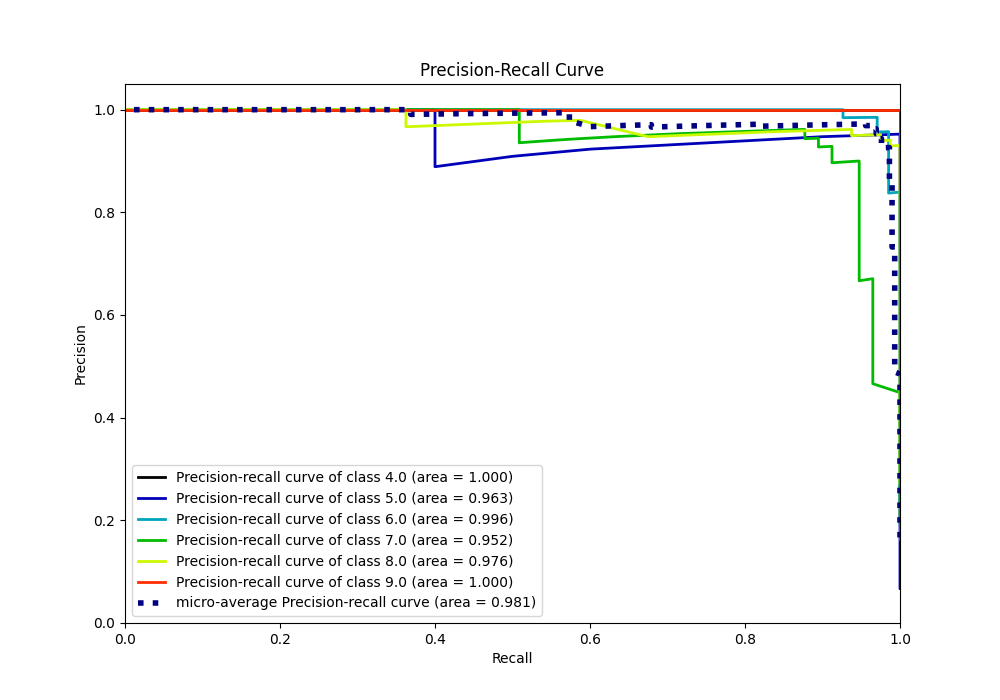 Precision-Recall Curve
1.0
0.8
0.6
0.4
0.2
0.0
Precision
Precision-recall curve of class 4.0 (area = 1.000)
Precision-recall curve of class 5.0 (area = 0.963)
Precision-recall curve of class 6.0 (area = 0.996)
Precision-recall curve of class 7.0 (area = 0.952)
Precision-recall curve of class 8.0 (area = 0.976)
Precision-recall curve of class 9.0 (area = 1.000)
micro-average Precision-recall curve (area = 0.981)
0.0 0.2 0.4 0.6 0.8 1.0
Recall